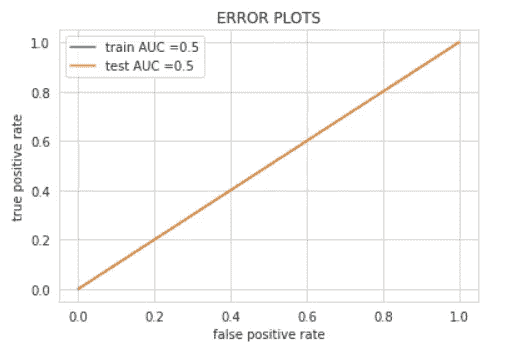 ERROR PLOTS
train AUC =0.5
test AUC =0.5
1.0
0.8
0.6
0.4
0.2
0.0
true positive rate
0.0 0.2 0.4 0.6 0.8 1.0
false positive rate